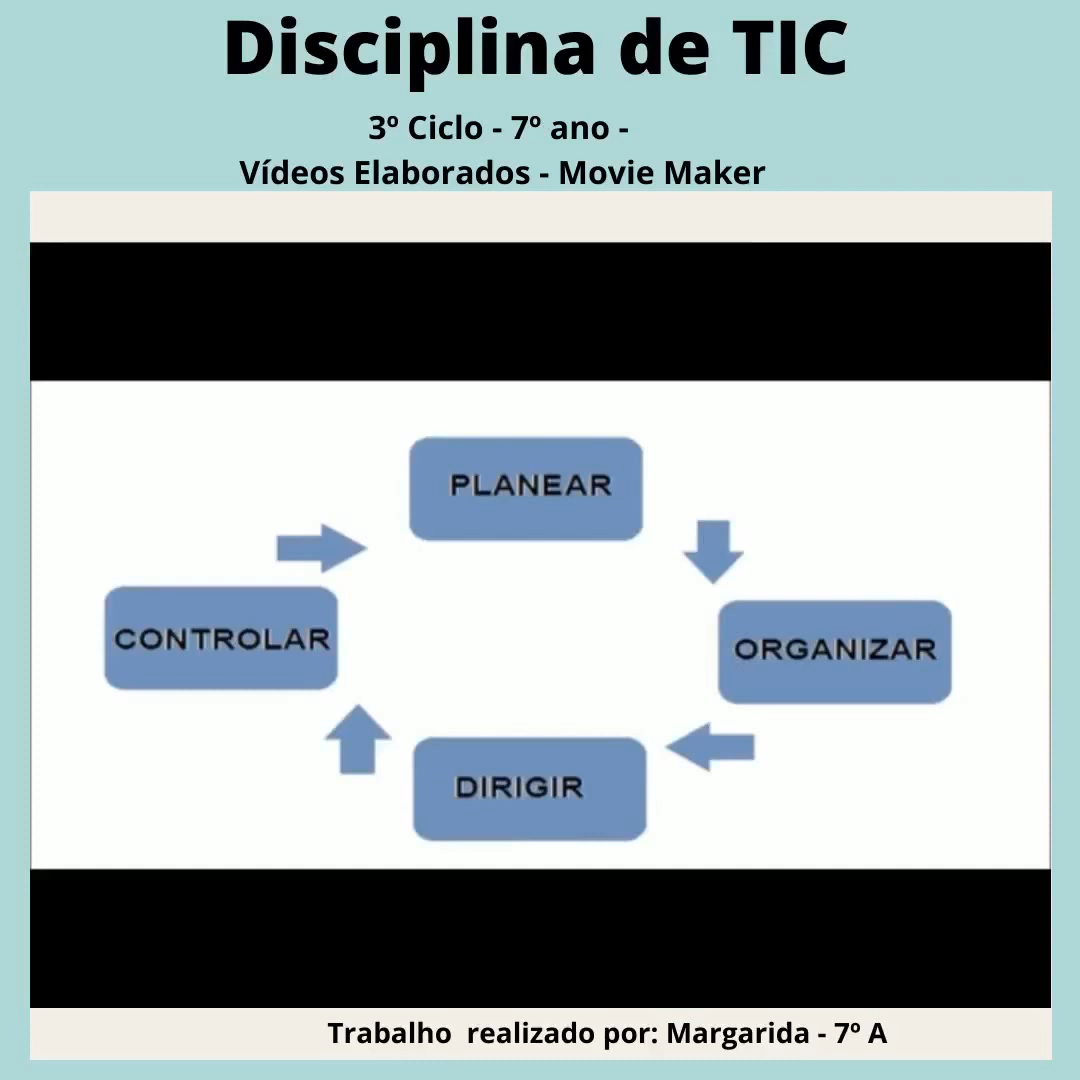 Disciplina de TIC
3º Ciclo - 7º ano -
Vídeos Elaborados - Movie Maker
PLANEAR
CONTROLAR
ORGANIZAR
DIRIGIR
Trabalho realizado por: Margarida - 7º A